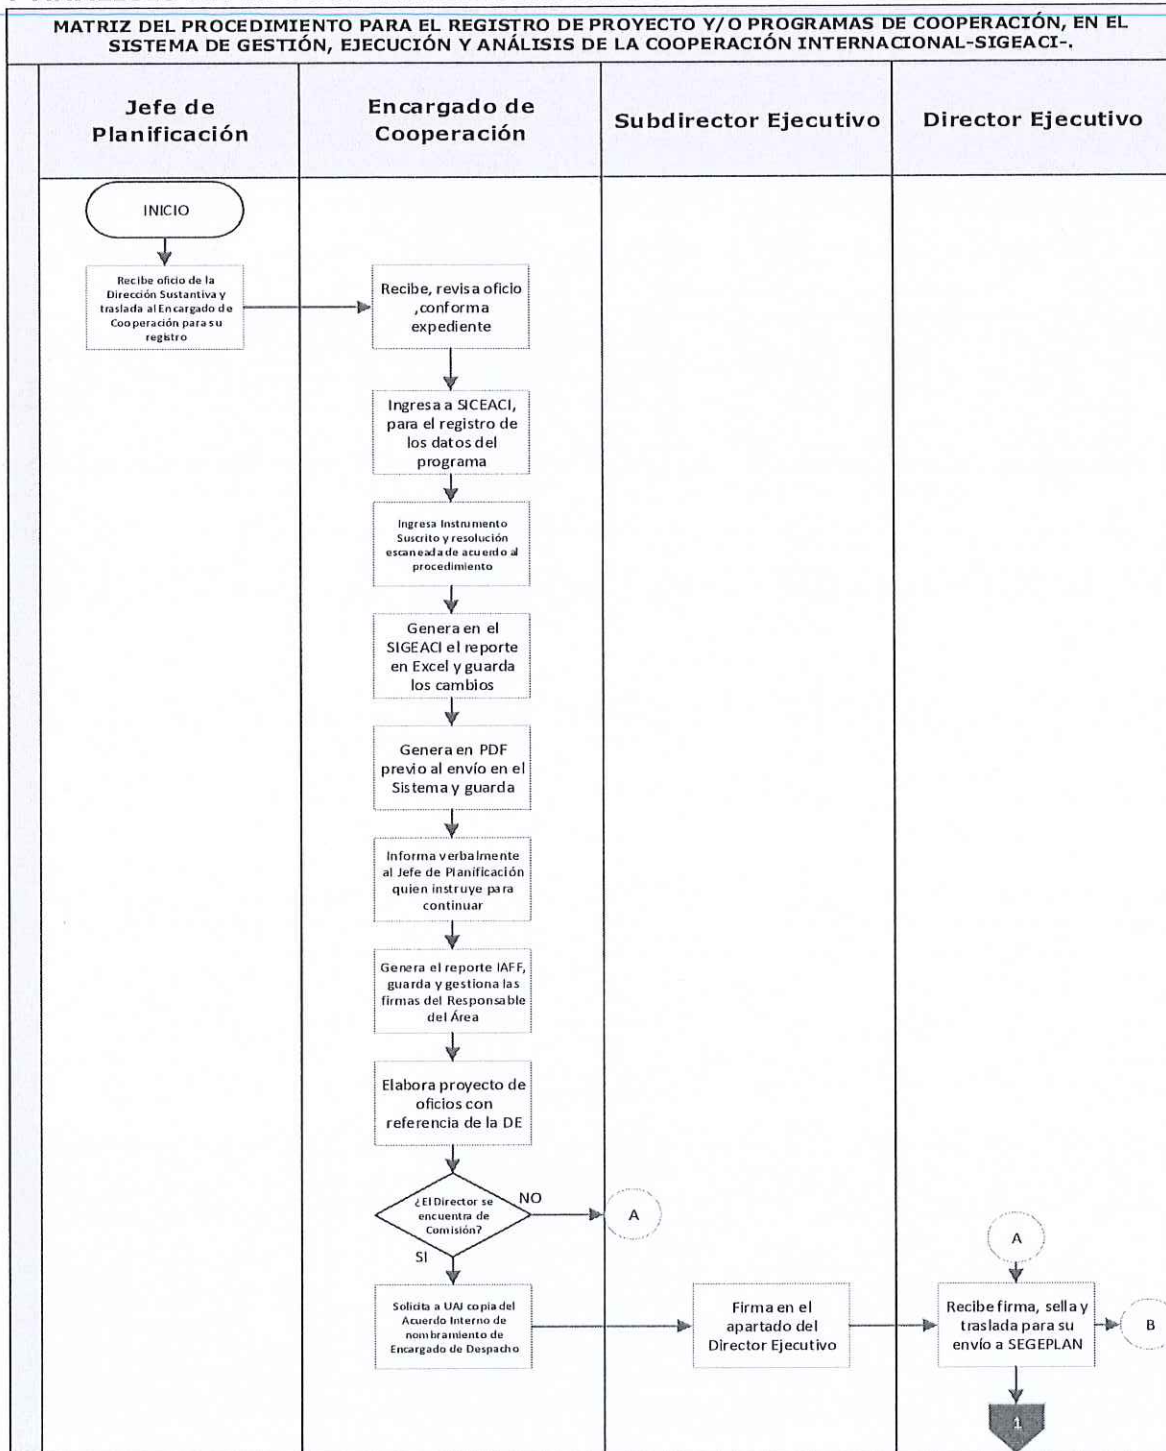 MATRIZ DEL PROCEDIMIENTO PARA EL REGISTRO DE PROYECTO Y/O PROGRAMAS DE COOPERACIÓN, EN EL
SISTEMA DE GESTIÓN, EJECUCIÓN Y ANÁLISIS DE LA COOPERACIÓN INTERNACIONAL-SIGEACI-.
Jefe de
Planificación
Encargado de
Cooperación
Subdirector Ejecutivo
Director Ejecutivo
INICIO
Recibe oficio de la
Dirección Sustantiva y
traslada al Encargado de
Cooperación para su
registro
Recibe, revisa oficio
,conforma
expediente
Ingresa a SICEACI,
para el registro de
los datos del
programa
Ingresa Instrumento
Suscrito y resolución
escaneada de acuerdo al
procedimiento
Genera en el
SIGEACI el reporte
en Excel y guarda
los cambios
Genera en PDF
previo al envío en el
Sistema y guarda
Informa verbalmente
al Jefe de Planificación
quien instruye para
continuar
Genera el reporte IAFF,
guarda y gestiona las
firmas del Responsable
del Área
Elabora proyecto de
oficios con
referencia de la DE
¿El Director se
encuentra de
Comisión?
NO
A
SI
A
Solicita a UAJ copia del
Acuerdo Interno de
nombramiento de
Encargado de Despacho
Firma en el
apartado del
Director Ejecutivo
Recibe firma, sella y
traslada para su
envío a SEGEPLAN
B
1